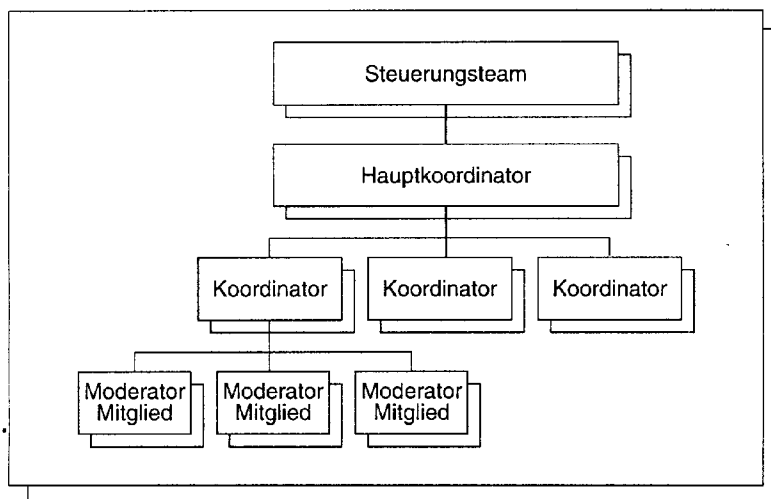 Steuerungsteam
Hauptkoordinator
Koordinator
Koordinator
Koordinator
Moderator
Mitglied
Moderator
Mitglied
Moderator
Mitglied